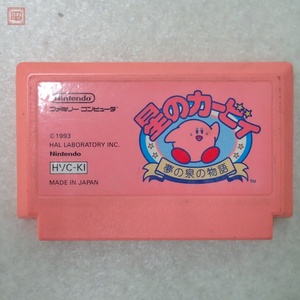 Nintendo
ファミリー コンピュータ
©1993
HAL LABORATORY INC.
Nintendo
HVC-KI
MADE IN JAPAN
星のカービィ
夢の泉の物語
TM